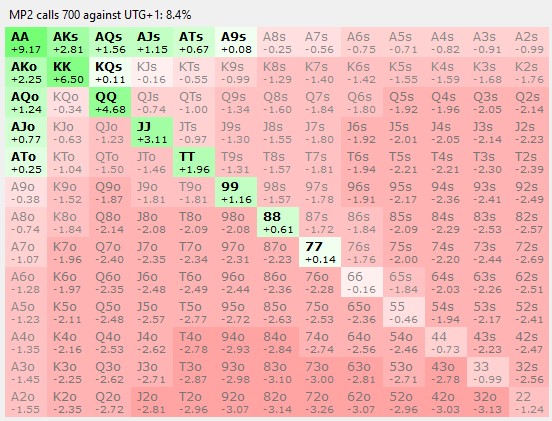 MP2 calls 700 against UTG+1: 8.4%
AA AKs AQs AJs ATs A9s A8s A7s A6s A5s A4s A3s A2s
+9.17 +2.81 +1.56 +1.15 +0.67 +0.08 -0.25 -0.56 -0.75 -0.71 -0.82 -0.91 -0.99
AKo KK KQs KJs KTs K9s K8s K7s K6s K5s K4s K3s K2s
+2.25 +6.50 +0.11 -0.16 -0.55 -0.99 -1.29 -1.40 -1.42 -1.55 -1.59 -1.68 -1.76
AQo KQo QQ QJs QTs Q9s Q8s Q7s Q6s Q5s Q4s Q3s Q2s
+1.24 -0.34 +4.68 -0.74 -1.00 -1.34 -1.60 -1.84 -1.80 -1.92 -1.96 -2.05 -2.14
AJo KJo QJo JJ JTs J9s J8s J7s J6s J5s J4s J3s J2s
+0.77 -0.63 -1.23 +3.11 -0.97 -1.30 -1.55 -1.80 -1.92 -2.01 -2.05 -2.14 -2.23
ATo KTo QTo JTo TT T9s T8s T7s T6s T5s T4s T3s T2s
+0.25 -1.04 -1.50 -1.46 +1.96 -1.31 -1.57 -1.81 -1.94 -2.21 -2.21 -2.30 -2.39
A9o K9o Q9o J9o T9o 99 98s 97s 96s 95s 94s 93s 92s
-0.38 -1.52 -1.87 -1.81 -1.81 +1.16 -1.57 -1.78 -1.91 -2.17 -2.36 -2.41 -2.49
A8o K8o Q8o J8o T8o 98o 88 87s 86s 85s 84s 83s 82s
-0.74 -1.84 -2.14 -2.08 -2.09 -2.08 +0.61 -1.72 -1.84 -2.09 -2.29 -2.53 -2.57
A7o K7o Q7o J7o T7o 97o 87o 77 76s 75s 74s 73s 72s
-1.07 -1.96 -2.40 -2.35 -2.34 -2.31 -2.23 +0.14 -1.76 -2.00 -2.20 -2.44 -2.69
A6o K6o Q6o J6o T6o 96o 86o 76o 66 65s 64s 63s 62s
-1.28 -1.97 -2.35 -2.48 -2.49 -2.44 -2.36 -2.28 -0.16 -1.84 -2.03 -2.26 -2.51
A5o K5o Q5o J5o T5o 95o 85o 75o 65o 55 54s 53s 52s
-1.23 -2.11 -2.48 -2.57 -2.77 -2.72 -2.63 -2.53 -2.36 -0.46 -1.94 -2.17 -2.41
A4o K4o Q4o J4o T4o 94o 84o 74o 64o 54o 44 43s 42s
-1.35 -2.16 -2.53 -2.62 -2.78 -2.93 -2.84 -2.74 -2.56 -2.46 -0.73 -2.23 -2.47
A3o K3o Q3o J3o T3o 93o 83o 73o 63o 53o 43o 33 32s
-1.45 -2.25 -2.62 -2.71 -2.87 -2.98 -3.10 -3.00 -2.81 -2.71 -2.78 -0.99 -2.56
A2o K2o Q2o J2o T2o 92o 82o 72o 62o 52o 42o 32o 22
-1.55 -2.35 -2.72 -2.81 -2.96 -3.07 -3.14 -3.26 -3.07 -2.96 -3.03 -3.13 -1.24